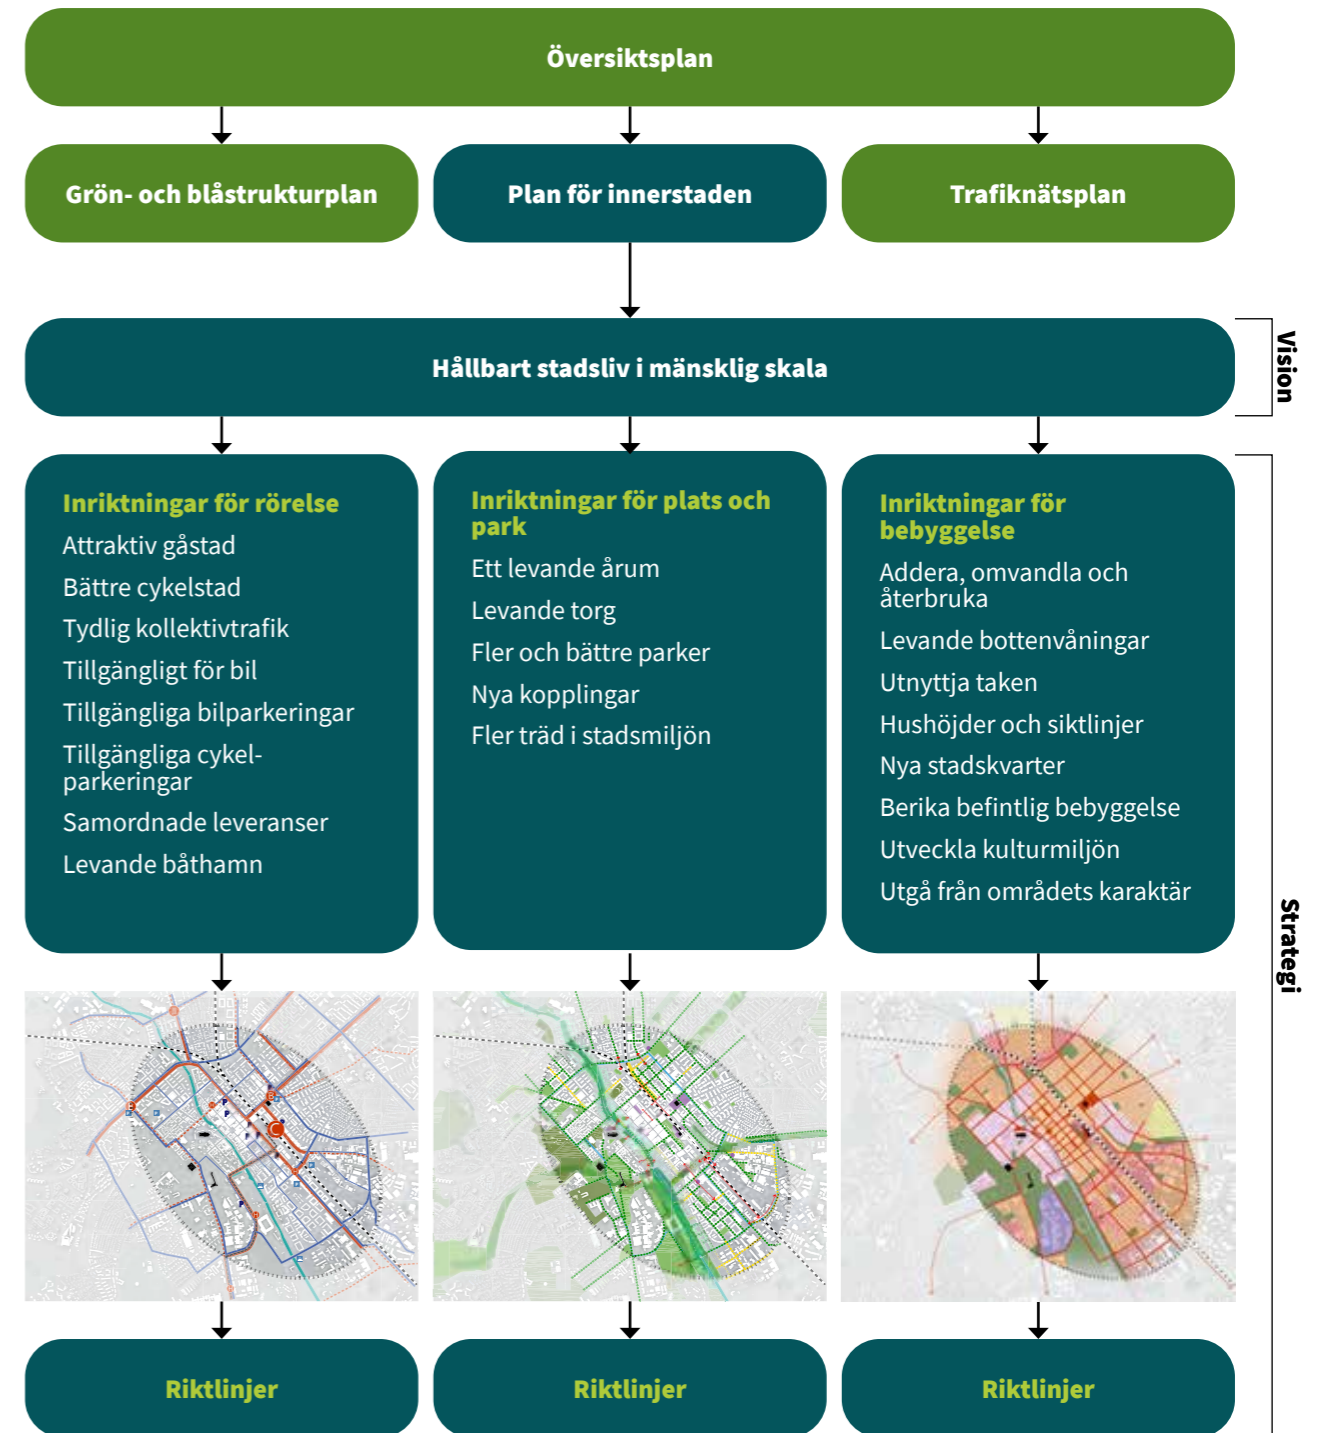 Översiktsplan
Grön- och blåstrukturplan
Plan för innerstaden
Trafiknätsplan
Hållbart stadsliv i mänsklig skala
Vision
Inriktningar för rörelse
Attraktiv gåstad
Bättre cykelstad
Tydlig kollektivtrafik
Tillgängligt för bil
Tillgängliga bilparkeringar
Tillgängliga cykel-
parkeringar
Samordnade leveranser
Levande båthamn
Inriktningar för plats och
park
Ett levande årum
Levande torg
Fler och bättre parker
Nya kopplingar
Fler träd i stadsmiljön
Inriktningar för
bebyggelse
Addera, omvandla och
återbruka
Levande bottenvåningar
Utnyttja taken
Hushöjder och siktlinjer
Nya stadskvarter
Berika befintlig bebyggelse
Utveckla kulturmiljön
Utgå från områdets karaktär
Strategi
Riktlinjer
Riktlinjer
Riktlinjer